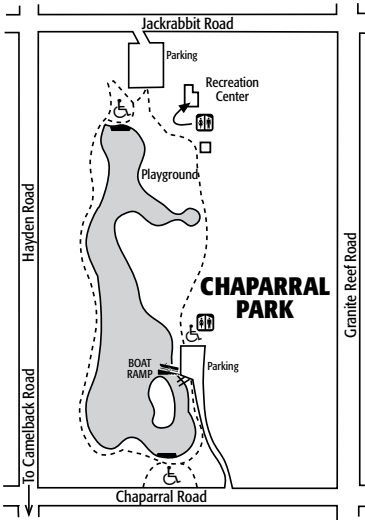 Jackrabbit Road
Parking
Recreation
Center
Playground
Hayden Road
Granite Reef Road
CHAPARRAL
PARK
BOAT
RAMP
Parking
To Camelback Road
Chaparral Road